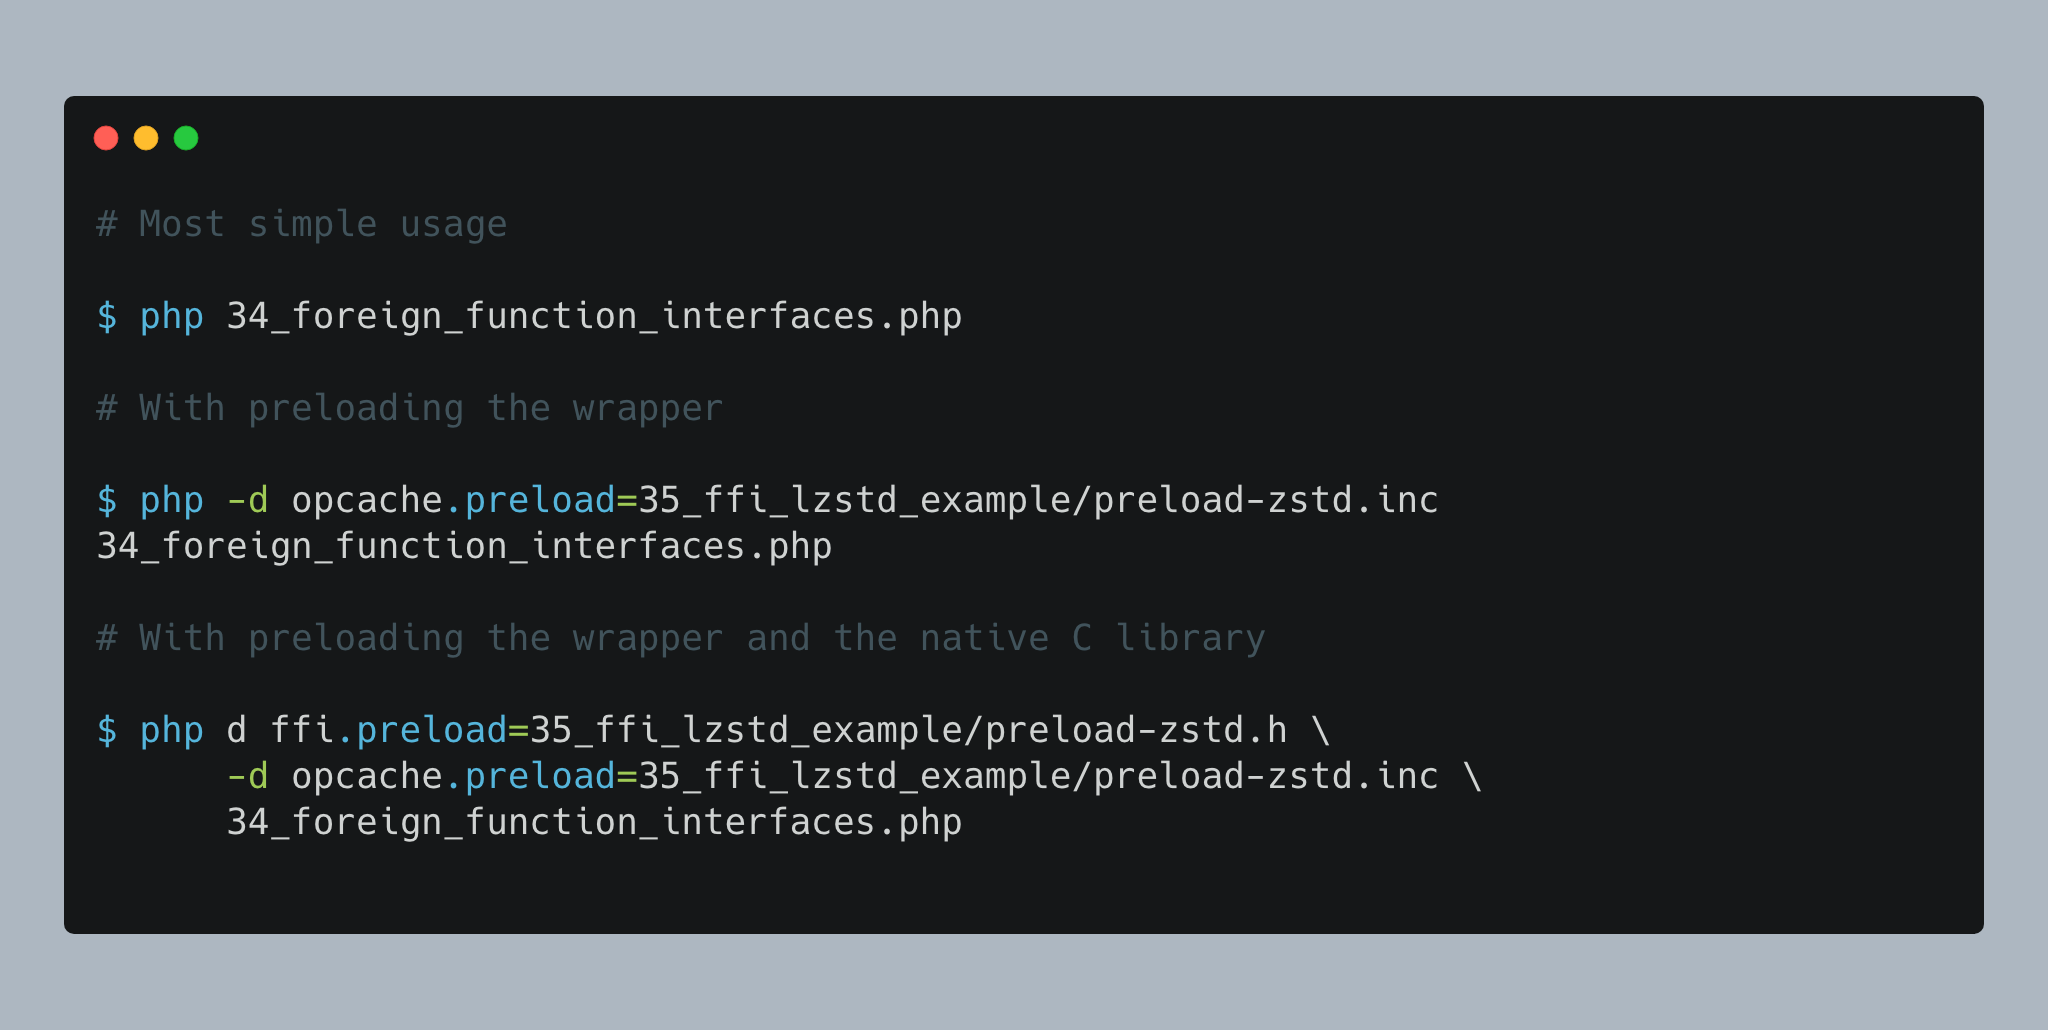 # Most simple usage
$ php 34_foreign_function_interfaces.php
# With preloading the wrapper
$ php -d opcache.preload=35_ffi_lzstd_example/preload-zstd.inc
34_foreign_function_interfaces.php
# With preloading the wrapper and the native C library
$ php d ffi.preload=35_ffi_lzstd_example/preload-zstd.h \
-d opcache.preload=35_ffi_lzstd_example/preload-zstd.inc \
34_foreign_function_interfaces.php